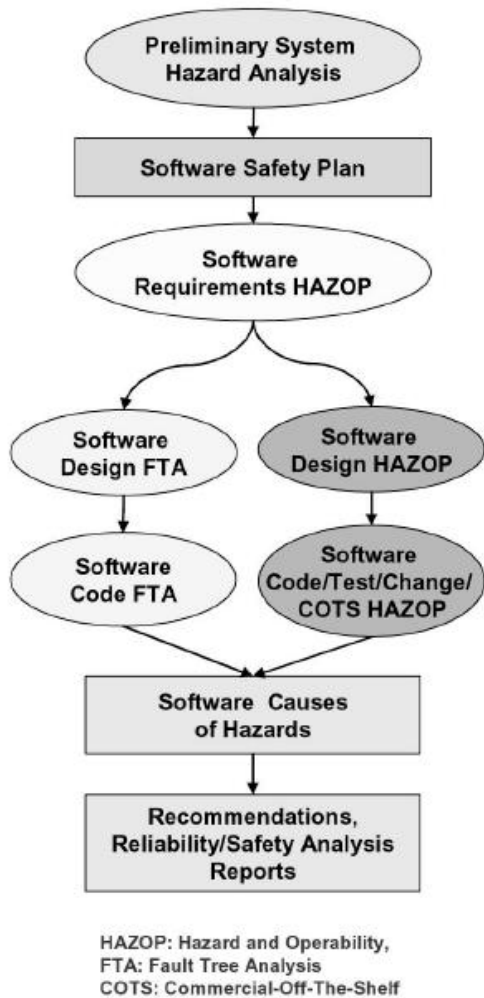 Preliminary System
Hazard Analysis
Software Safety Plan
Software
Requirements HAZOP
Software
Design FTA
Software
Design HAZOP
Software
Code FTA
Software
Code/Test/Change/
COTS HAZOP
Software Causes
of Hazards
Recommendations,
Reliability/Safety Analysis
Reports
HAZOP: Hazard and Operability,
FTA: Fault Tree Analysis
COTS: Commercial-Off-The-Shelf